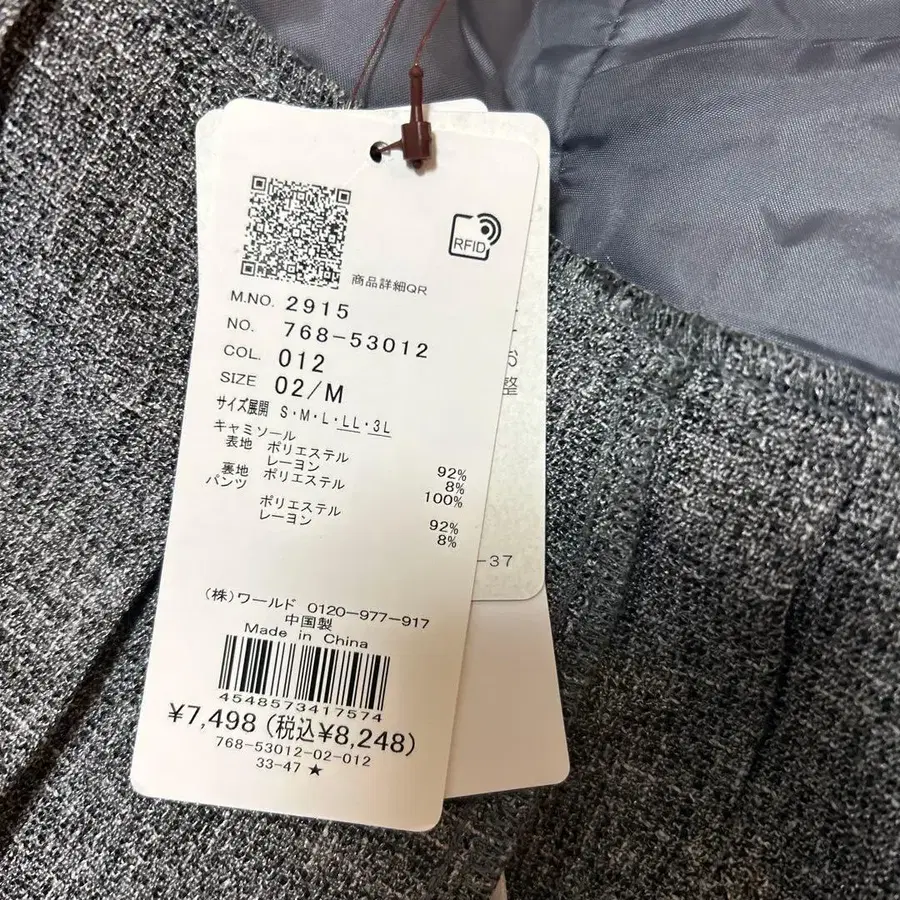 RFID
商品詳細QR
M.NO. 2915
NO. 768-53012
COL. 012
SIZE 02/M
サイズ展開 S・M・L・LL・3L
キャミソール
表地 ポリエステル 92%
レーヨン 8%
裏地 ポリエステル 100%
パンツ
ポリエステル 92%
レーヨン 8%
(株)ワールド 0120-977-917
中国製
Made in China
4548573417574
¥7,498 (税込¥8,248)
768-53012-02-012
33-47 ★
お
整
-37